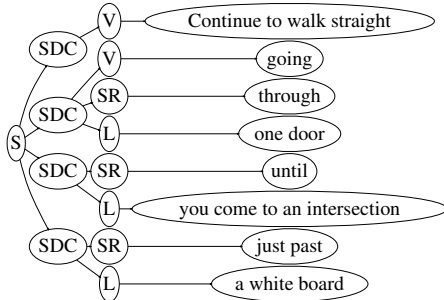 V Continue to walk straight
SDC
V going
SDC SR through
L one door
S
SDC SR until
L you come to an intersection
SDC SR just past
L a white board